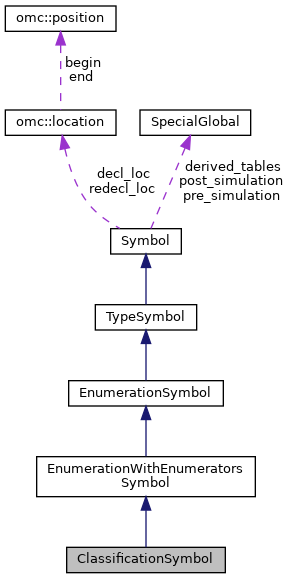 omc::position
begin
end
omc::location
SpecialGlobal
decl_loc
redecl_loc
derived_tables
post_simulation
pre_simulation
Symbol
TypeSymbol
EnumerationSymbol
EnumerationWithEnumerators
Symbol
ClassificationSymbol